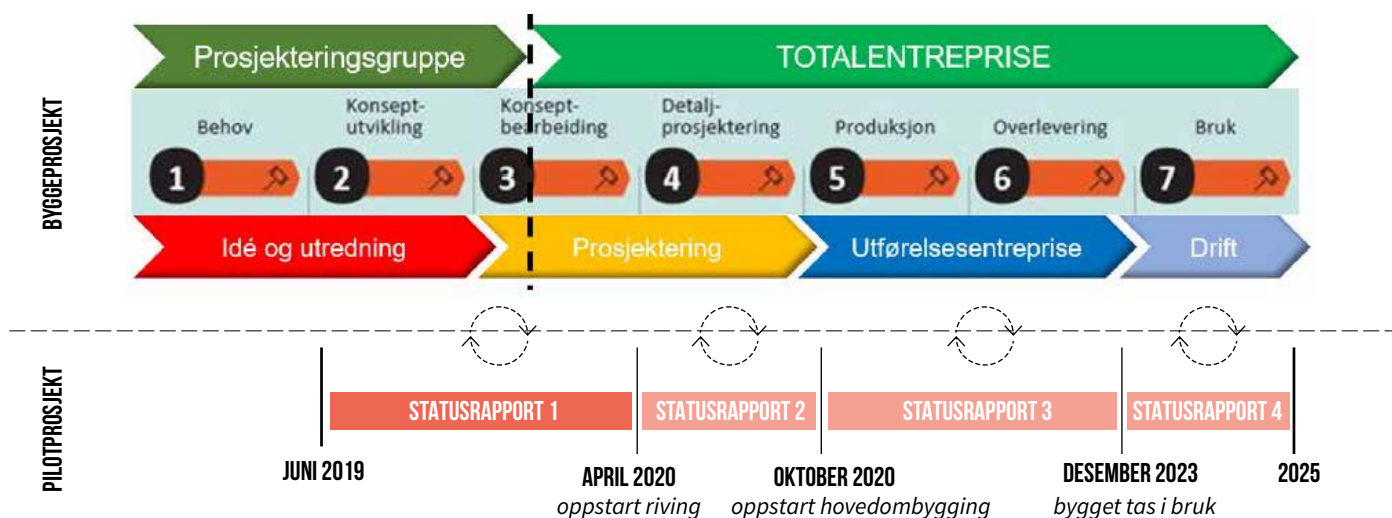 Prosjekteringsgruppe
TOTALENTREPRISE
BYGGEPROSJEKT
Behov
Konsept-
utvikling
Konsept-
bearbeiding
Detalj-
prosjektering
Produksjon
Overlevering
Bruk
1
2
3
4
5
6
7
Idé og utredning
Prosjektering
Utførelsesentreprise
Drift
PILOTPROSJEKT
STATUSRAPPORT 1
STATUSRAPPORT 2
STATUSRAPPORT 3
STATUSRAPPORT 4
JUNI 2019
APRIL 2020
oppstart riving
OKTOBER 2020
oppstart hovedombygging
DESEMBER 2023
bygget tas i bruk
2025